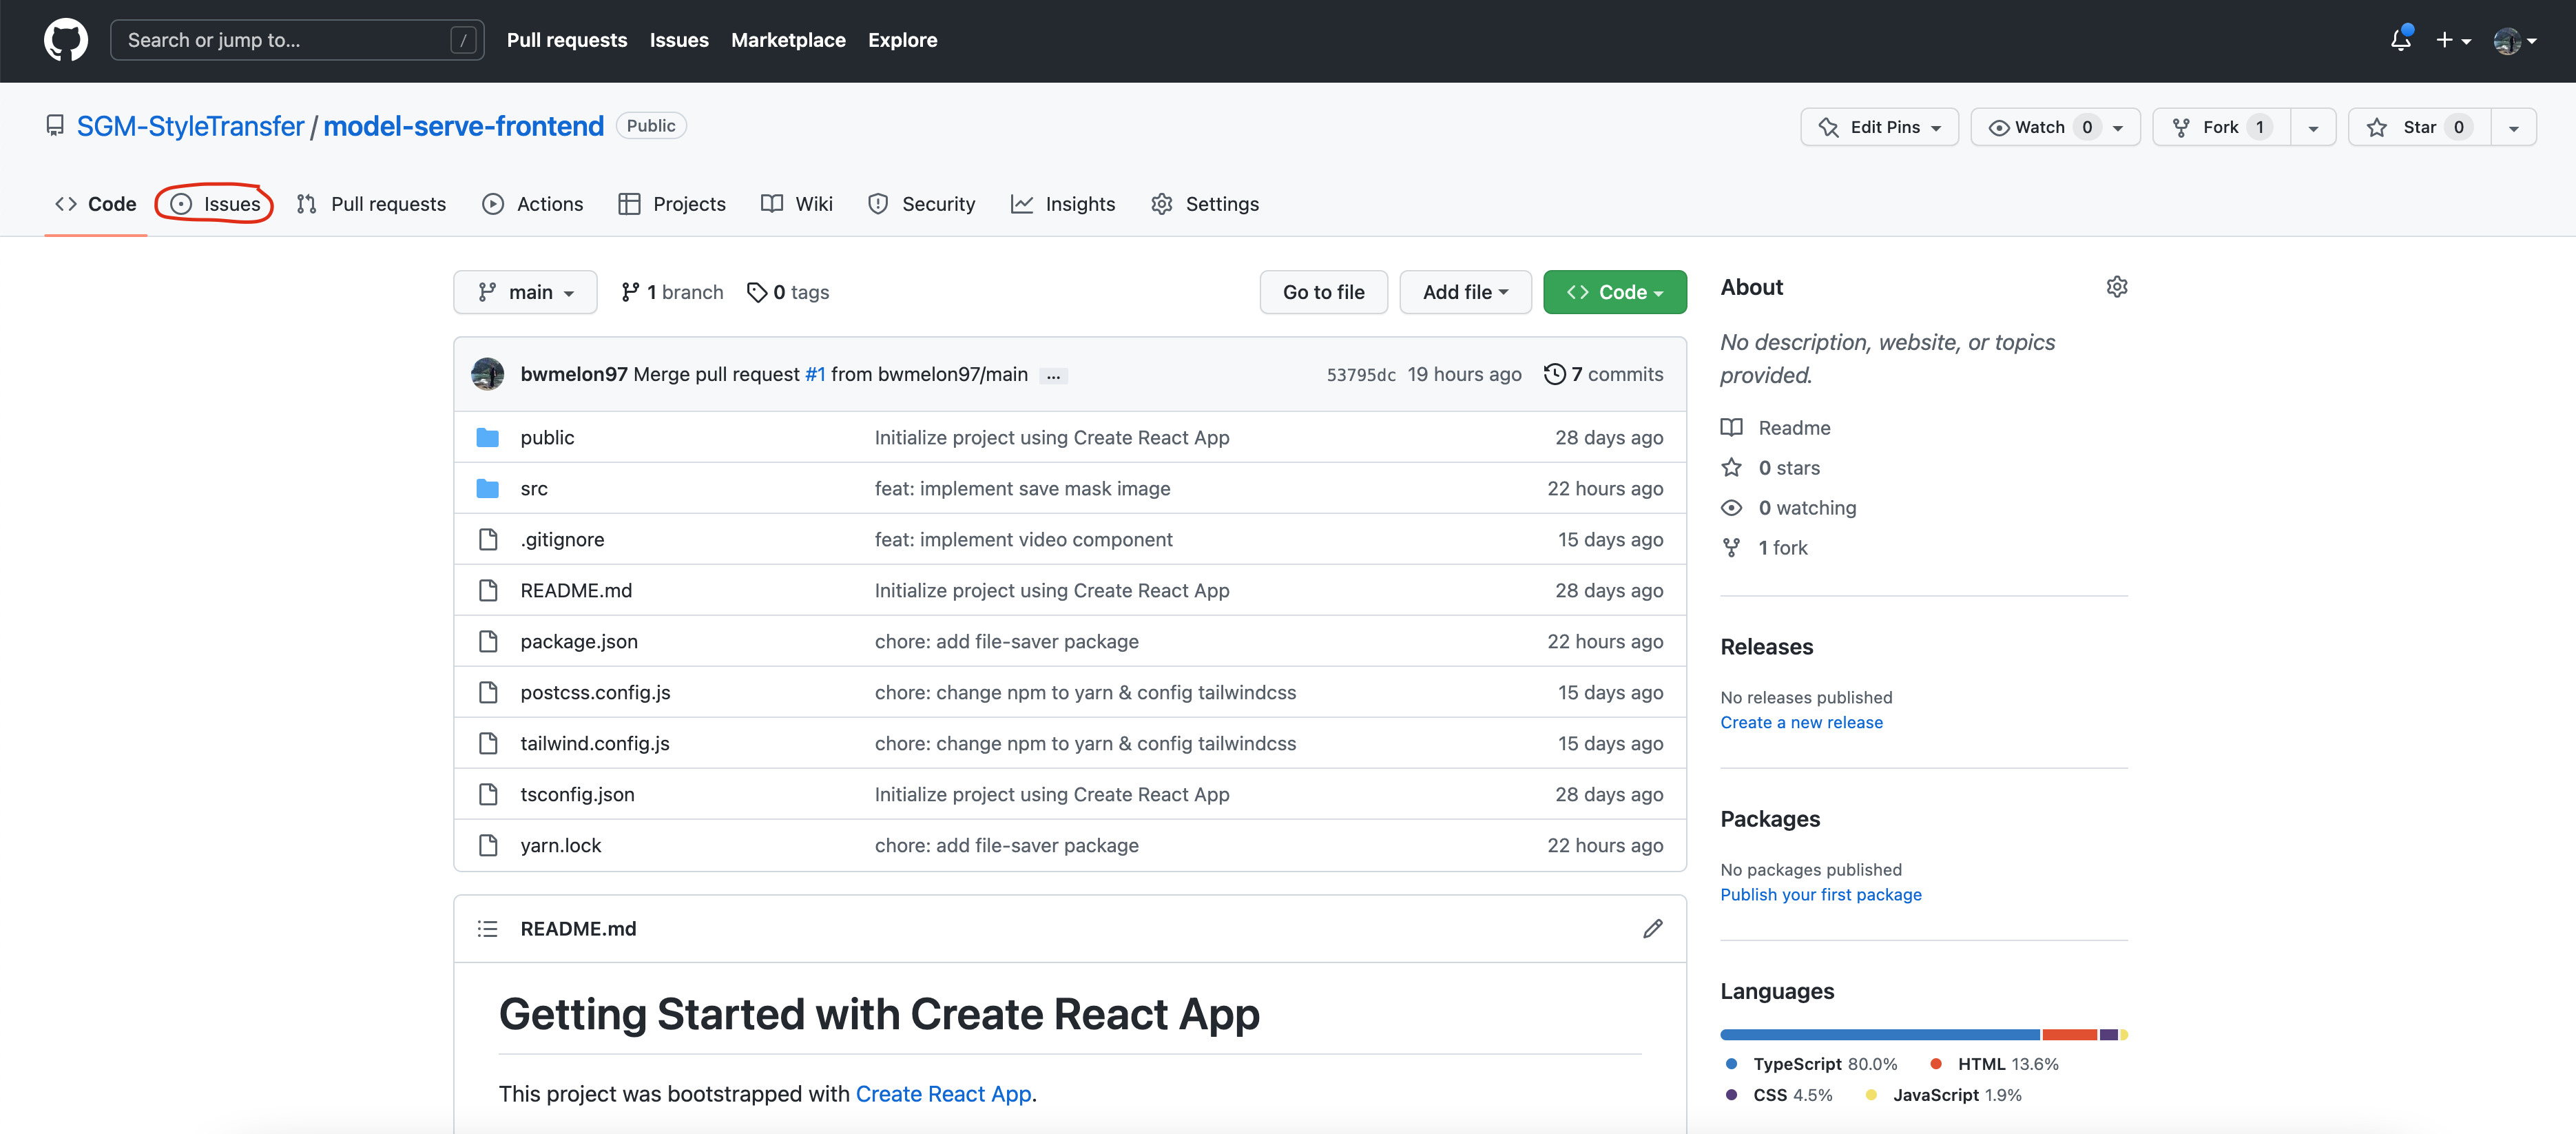 Search or jump to... /
Pull requests Issues Marketplace Explore
SGM-StyleTransfer / model-serve-frontend Public
Edit Pins Watch 0 Fork 1 Star 0
Code Issues Pull requests Actions Projects Wiki Security Insights Settings
main 1 branch 0 tags Go to file Add file Code
bwmelon97 Merge pull request #1 from bwmelon97/main ... 53795dc 19 hours ago 7 commits
public Initialize project using Create React App 28 days ago
src feat: implement save mask image 22 hours ago
.gitignore feat: implement video component 15 days ago
README.md Initialize project using Create React App 28 days ago
package.json chore: add file-saver package 22 hours ago
postcss.config.js chore: change npm to yarn & config tailwindcss 15 days ago
tailwind.config.js chore: change npm to yarn & config tailwindcss 15 days ago
tsconfig.json Initialize project using Create React App 28 days ago
yarn.lock chore: add file-saver package 22 hours ago
README.md
Getting Started with Create React App
This project was bootstrapped with Create React App.
About
No description, website, or topics
provided.
Readme
0 stars
0 watching
1 fork
Releases
No releases published
Create a new release
Packages
No packages published
Publish your first package
Languages
TypeScript 80.0% HTML 13.6%
CSS 4.5% JavaScript 1.9%